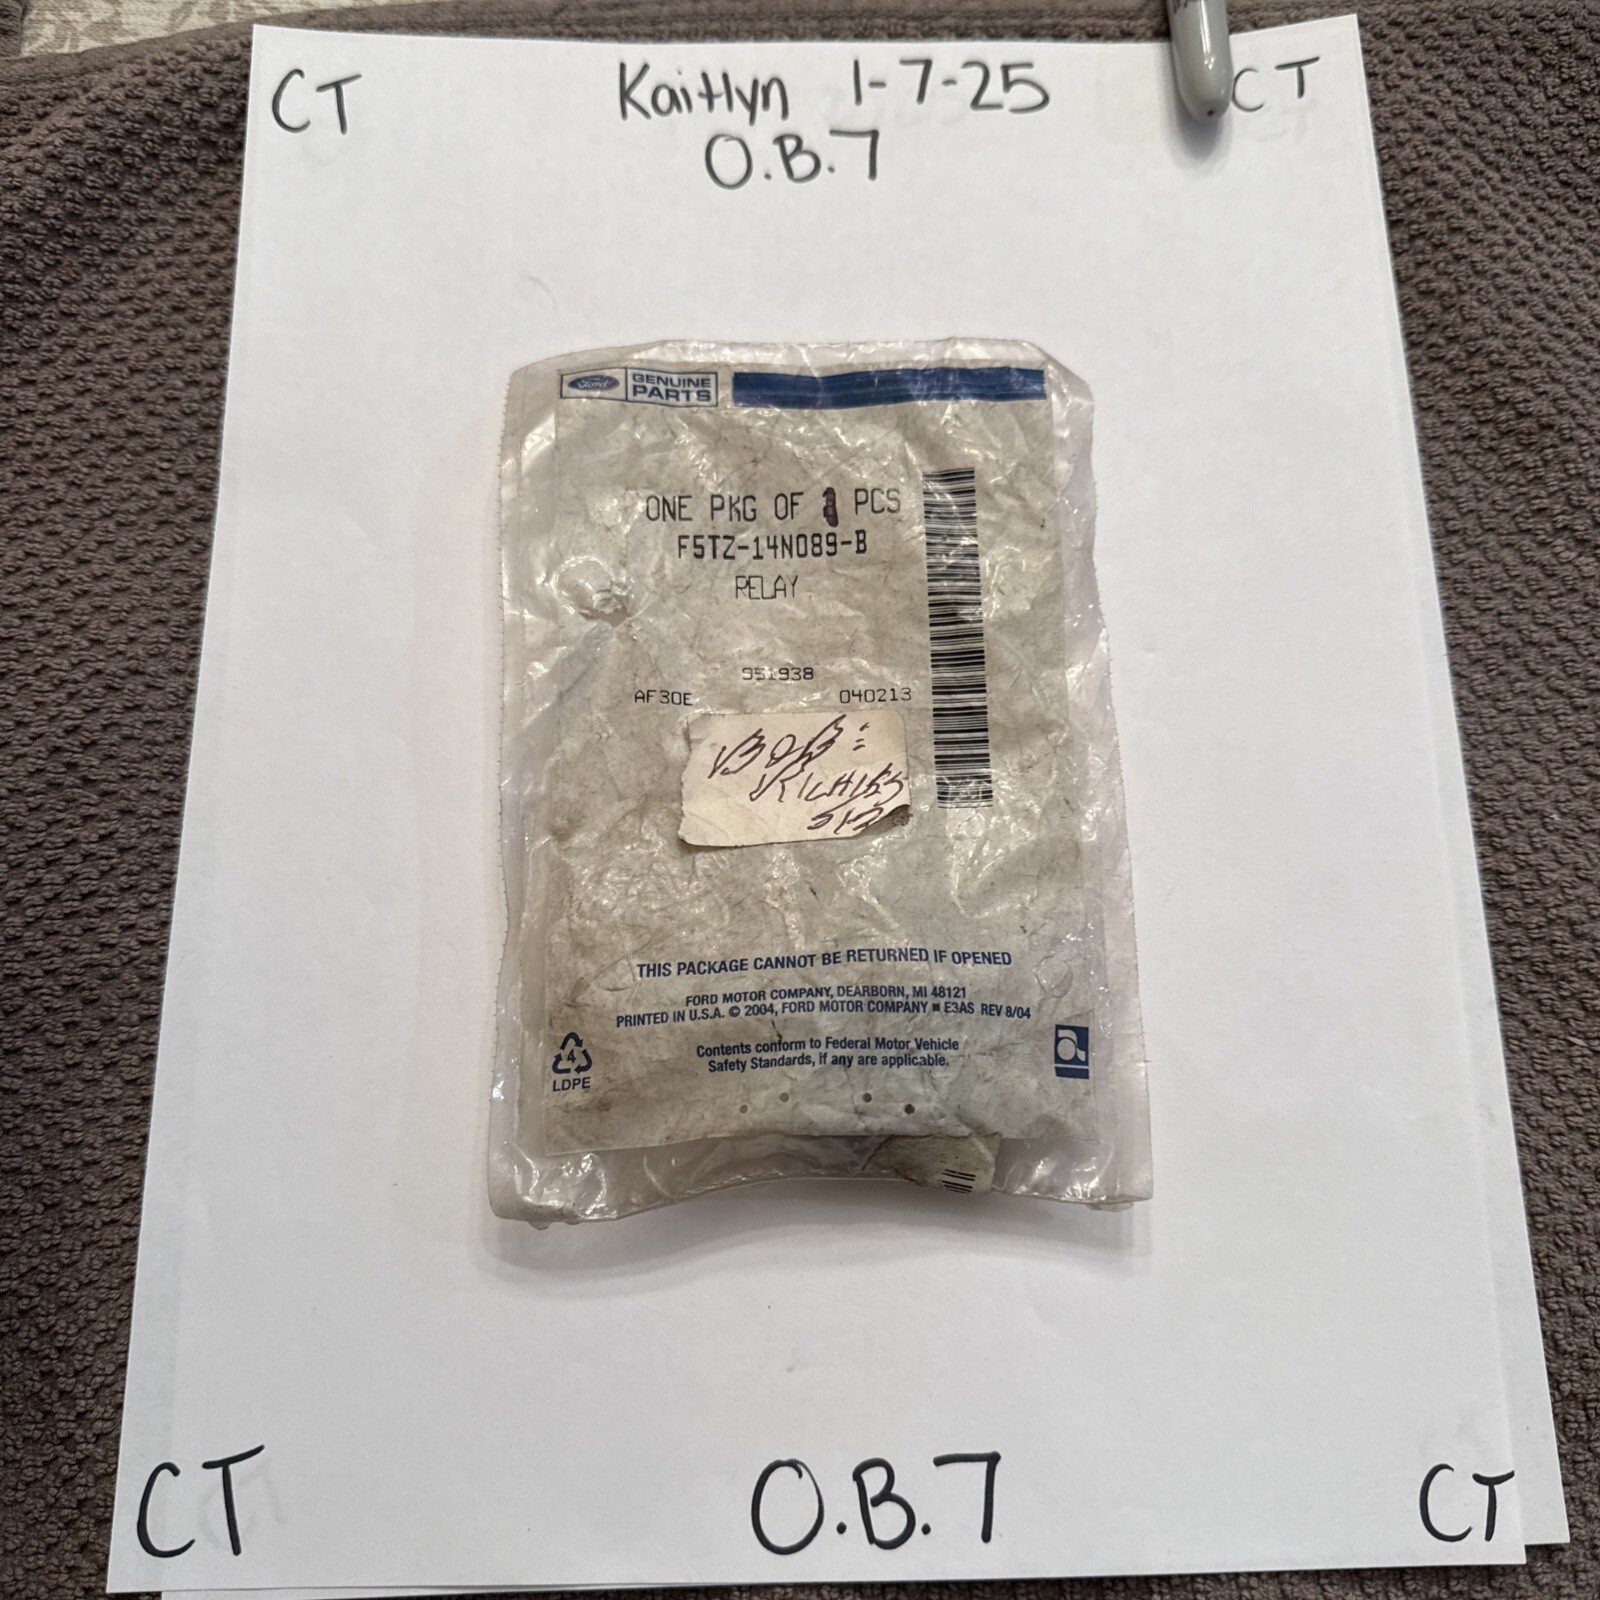 CT
Kaitlyn 1-7-25
CT
O.B.7
Ford
GENUINE
PARTS
ONE PKG OF 1 PCS
F5TZ-14N089-B
RELAY
951938
AF30E 040213
BOB:
THIS PACKAGE CANNOT BE RETURNED IF OPENED
FORD MOTOR COMPANY, DEARBORN, MI 48121
PRINTED IN U.S.A. © 2004, FORD MOTOR COMPANY ■ E3AS REV 8/04
Contents conform to Federal Motor Vehicle
Safety Standards, if any are applicable.
4
LDPE
CT
O.B.7
CT